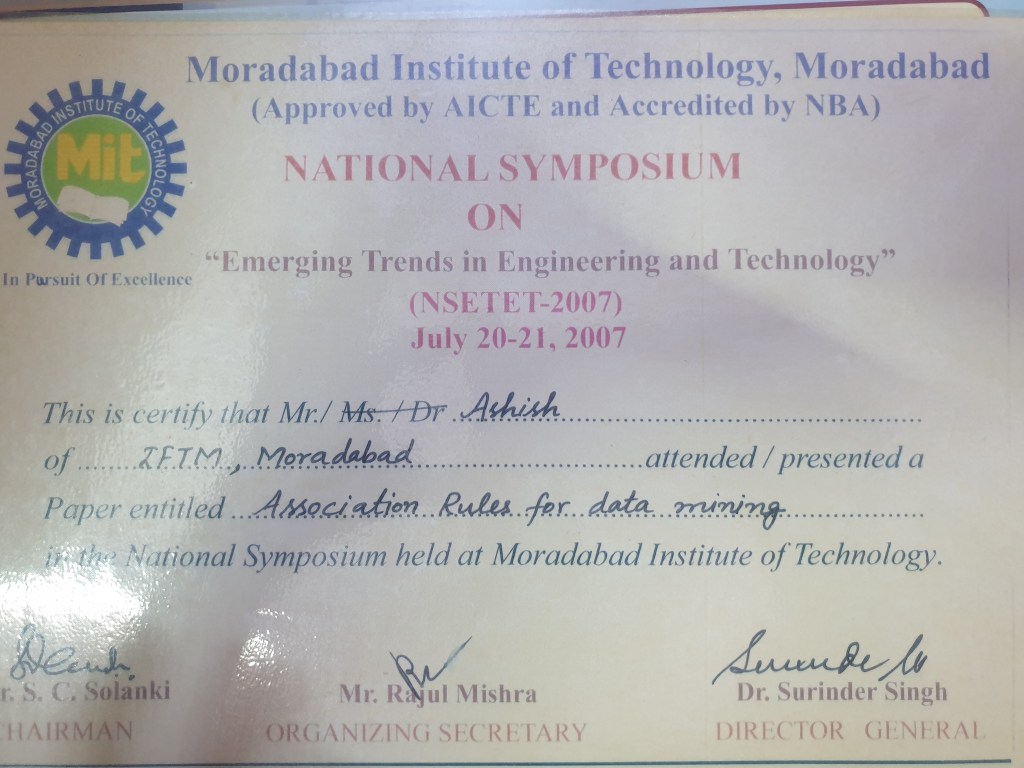 Moradabad Institute of Technology, Moradabad
(Approved by AICTE and Accredited by NBA)
MORADABAD INSTITUTE OF TECHNOLOGY
Mit
In Pursuit Of Excellence
NATIONAL SYMPOSIUM
ON
“Emerging Trends in Engineering and Technology”
(NSETET-2007)
July 20-21, 2007
This is certify that Mr./ Ms. / Dr Ashish
of I.F.T.M., Moradabad attended / presented a
Paper entitled Association Rules for data mining
in the National Symposium held at Moradabad Institute of Technology.
r. S. C. Solanki Mr. Rajul Mishra Dr. Surinder Singh
HAIRMAN ORGANIZING SECRETARY DIRECTOR GENERAL